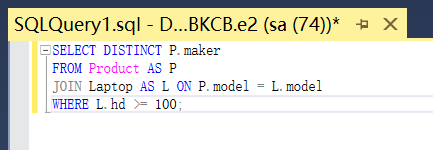 SQLQuery1.sql - D...BKCB.e2 (sa (74))*
SELECT DISTINCT P.maker
FROM Product AS P
JOIN Laptop AS L ON P.model = L.model
WHERE L.hd >= 100;